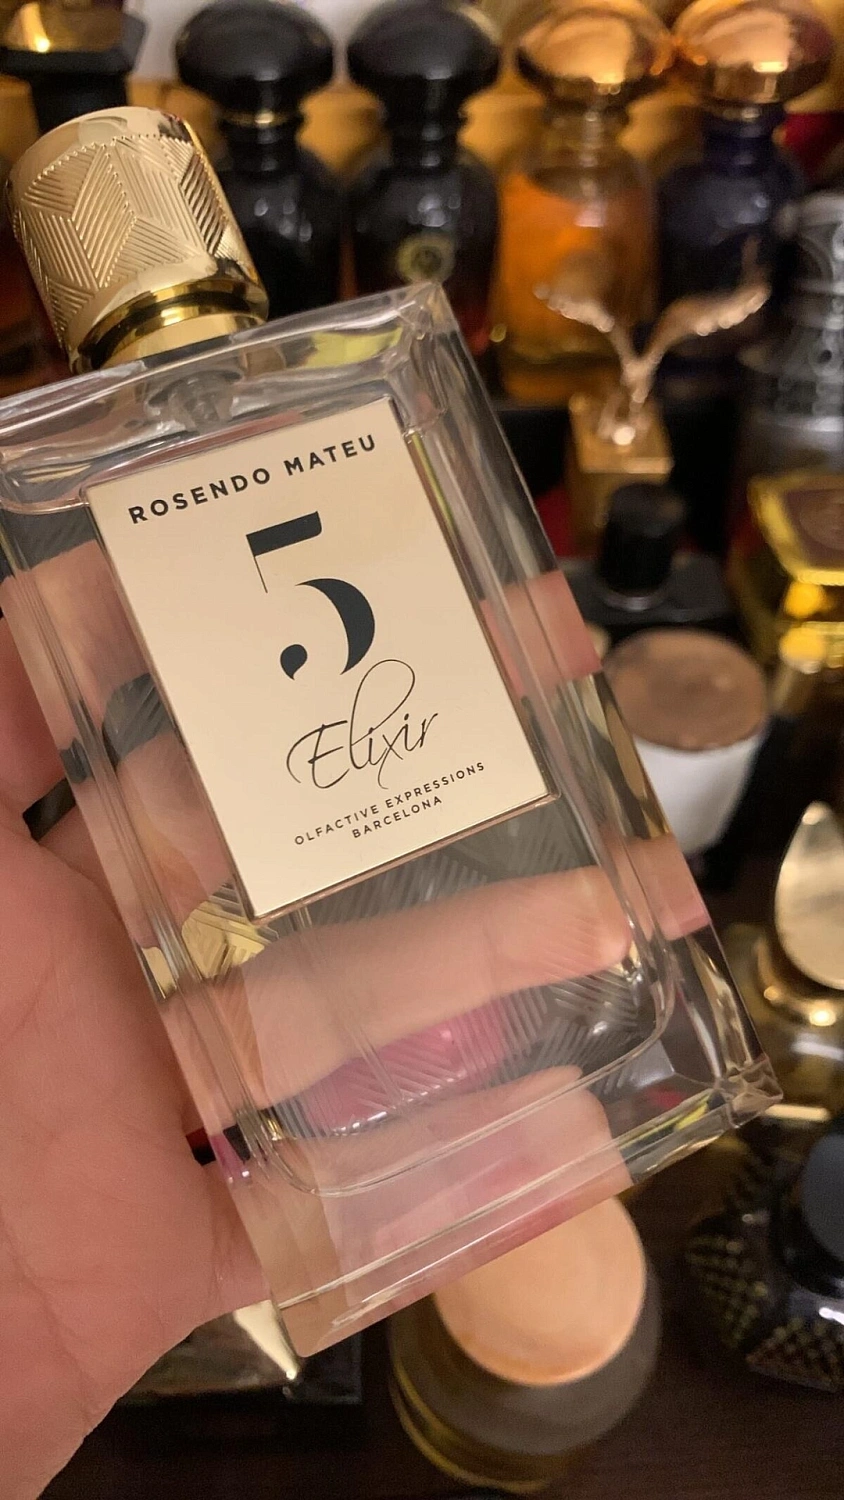 ROSENDO MATEU
5
Elixir
OLFACTIVE EXPRESSIONS
BARCELONA